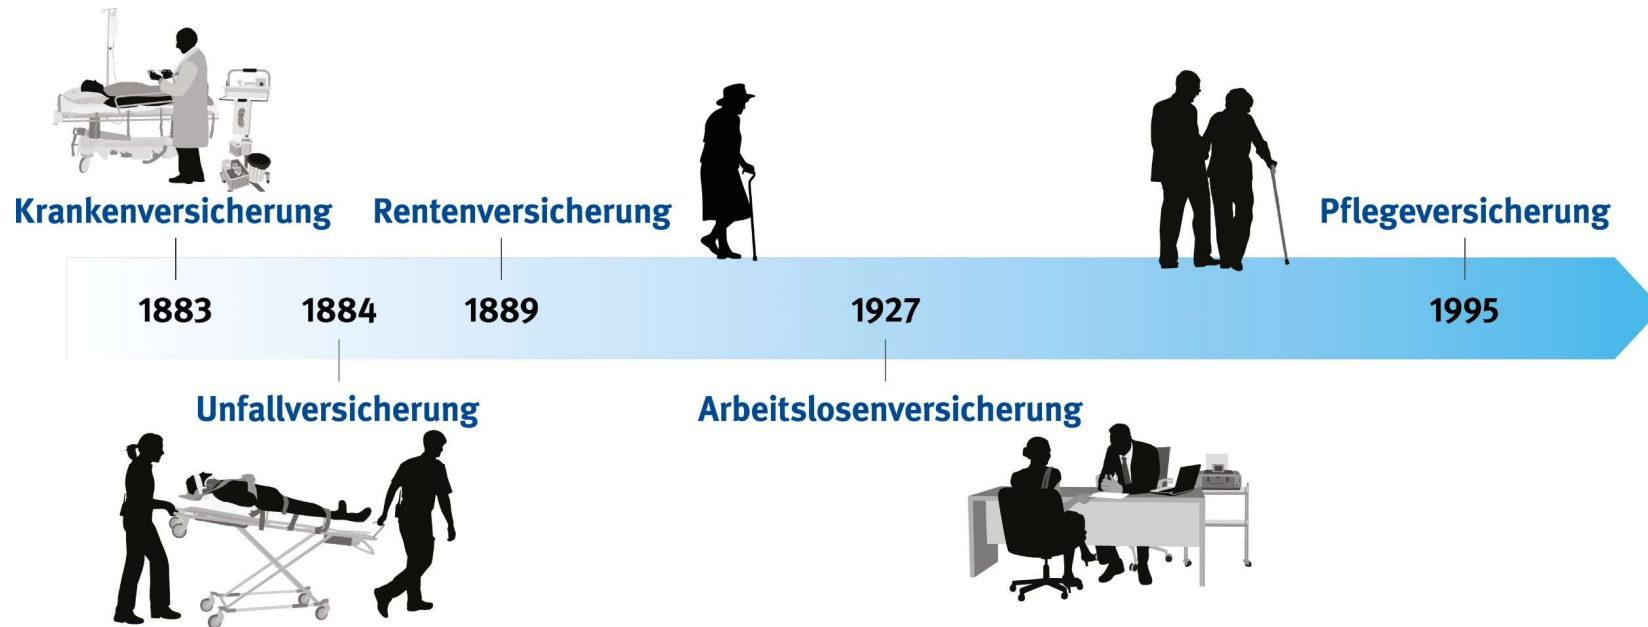 Krankenversicherung
Rentenversicherung
Pflegeversicherung
1883
1884
1889
1927
1995
Unfallversicherung
Arbeitslosenversicherung